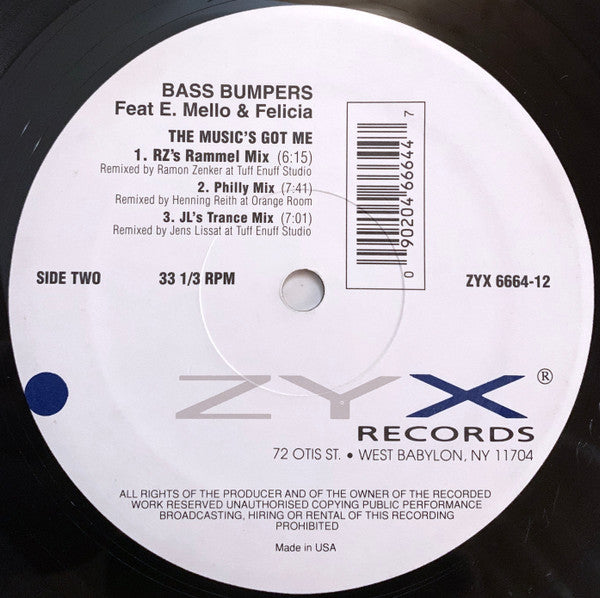 BASS BUMPERS
Feat E. Mello & Felicia
THE MUSIC'S GOT ME
1. RZ's Rammel Mix (6:15)
Remixed by Ramon Zenker at Tuff Enuff Studio
2. Philly Mix (7:41)
Remixed by Henning Reith at Orange Room
3. JL's Trance Mix (7:01)
Remixed by Jens Lissat at Tuff Enuff Studio
0 90204 66644 7
SIDE TWO 33 1/3 RPM ZYX 6664-12
ZYX ®
RECORDS
72 OTIS ST. • WEST BABYLON, NY 11704
ALL RIGHTS OF THE PRODUCER AND OF THE OWNER OF THE RECORDED
WORK RESERVED UNAUTHORISED COPYING PUBLIC PERFORMANCE
BROADCASTING, HIRING OR RENTAL OF THIS RECORDING
PROHIBITED
Made in USA